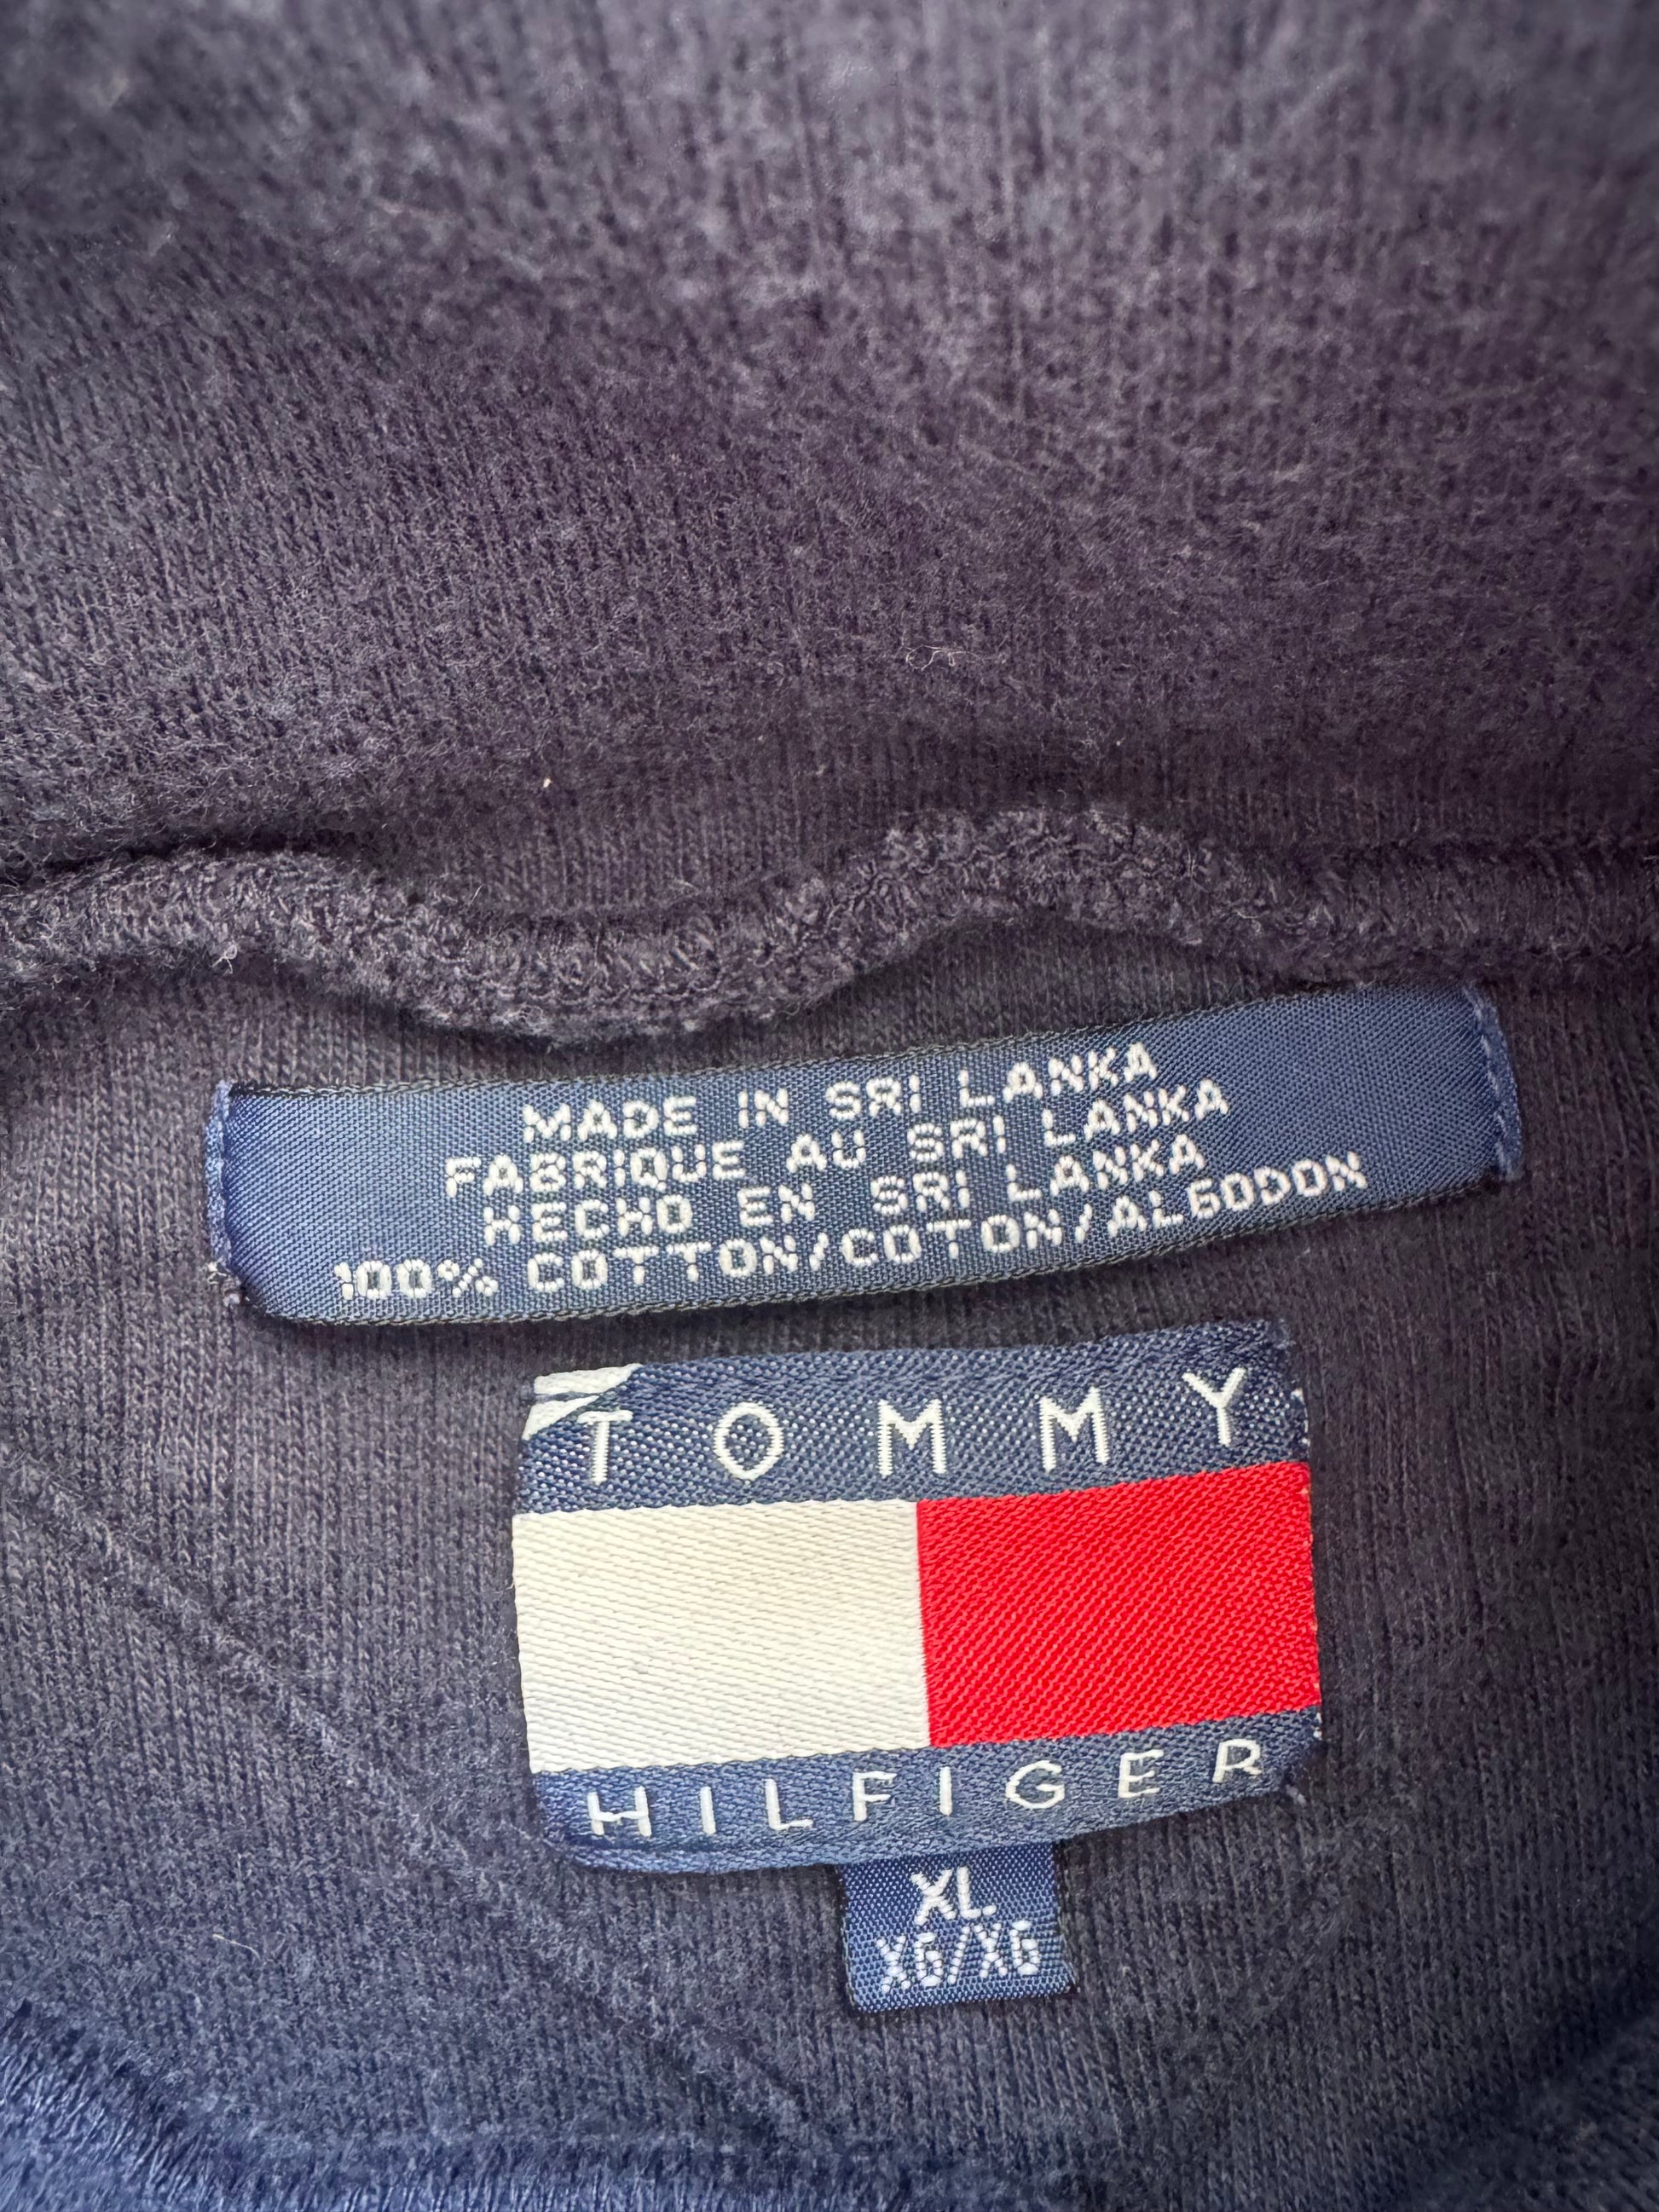 MADE IN SRI LANKA
FABRIQUE AU SRI LANKA
HECHO EN SRI LANKA
100% COTTON/COTON/ALGODON
TOMMY
HILFIGER
XL
XG/XG